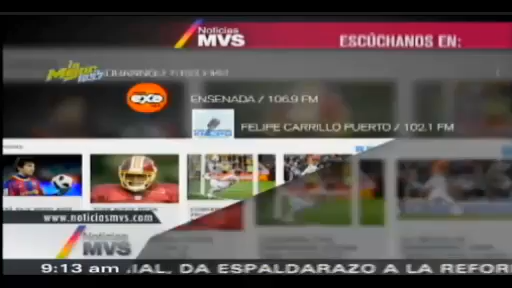 Noticias
MVS
ESCÚCHANOS EN:
La Mejor
exa
ENSENADA / 106.9 FM
FELIPE CARRILLO PUERTO / 102.1 FM
www.noticiasmvs.com
Noticias
MVS
9:13 am
IAL, DA ESPALDARAZO A LA REFOR